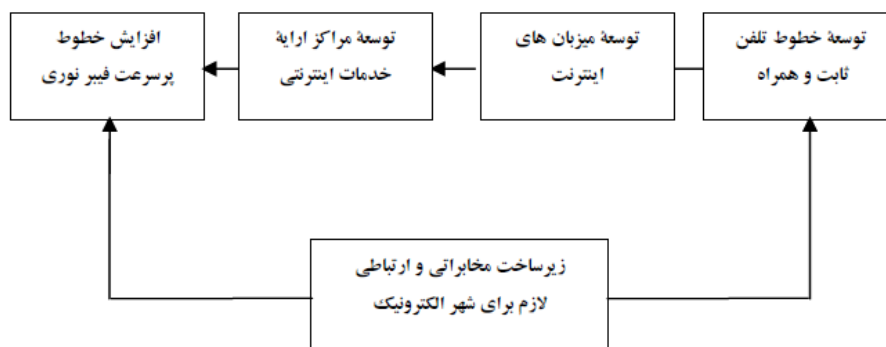 توسعهٔ خطوط تلفن
ثابت و همراه
توسعهٔ میزبان های
اینترنت
توسعهٔ مراکز ارایهٔ
خدمات اینترنتی
افزایش خطوط
پرسرعت فیبر نوری
زیرساخت مخابراتی و ارتباطی
لازم برای شهر الکترونیک